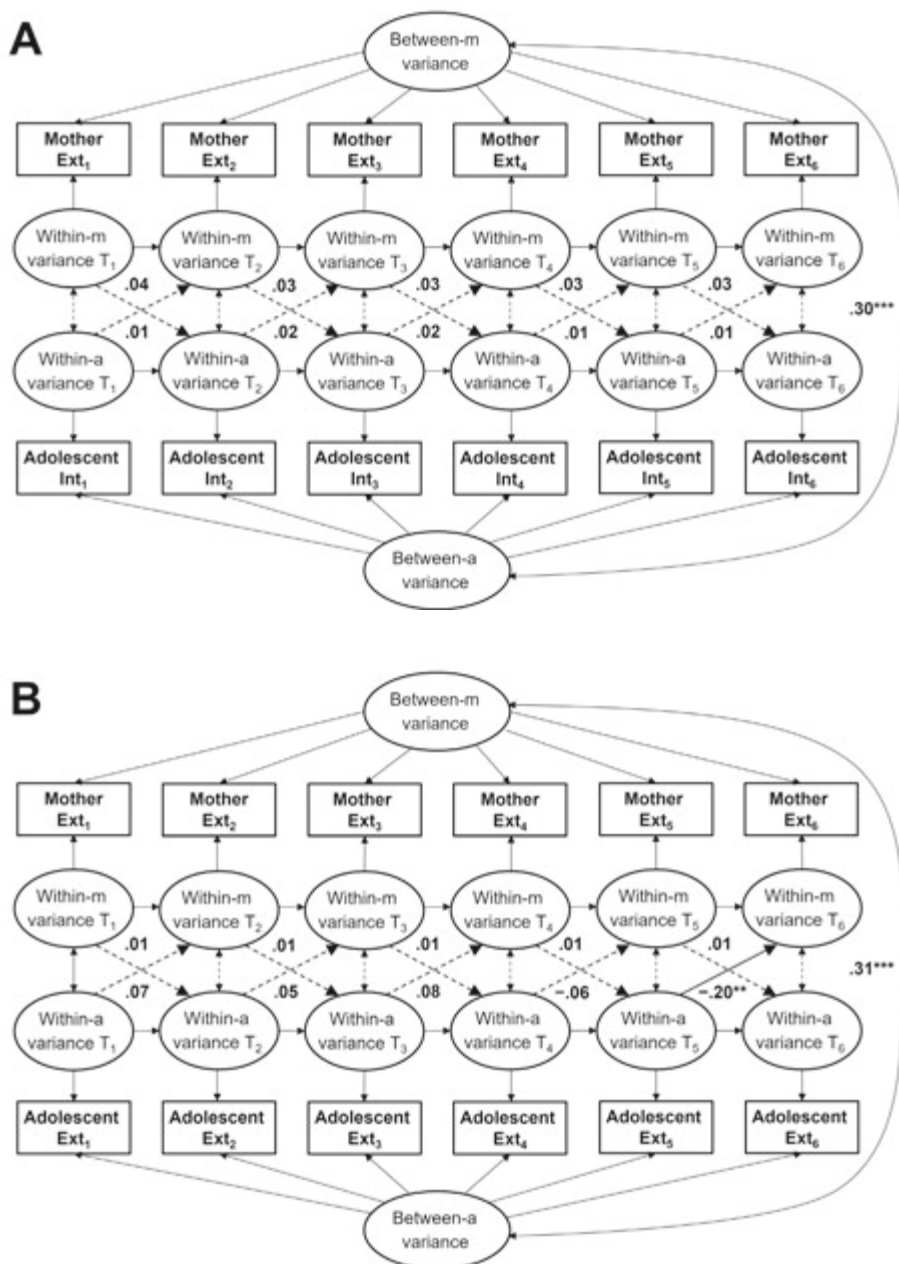 A
Between-m
variance
Mother Mother Mother Mother Mother Mother
Ext₁ Ext₂ Ext₃ Ext₄ Ext₅ Ext₆
Within-m Within-m Within-m Within-m Within-m Within-m
variance T₁ variance T₂ variance T₃ variance T₄ variance T₅ variance T₆
.04 .03 .03 .03 .03
.30***
.01 .02 .02 .01 .01
Within-a Within-a Within-a Within-a Within-a Within-a
variance T₁ variance T₂ variance T₃ variance T₄ variance T₅ variance T₆
Adolescent Adolescent Adolescent Adolescent Adolescent Adolescent
Int₁ Int₂ Int₃ Int₄ Int₅ Int₆
Between-a
variance
B
Between-m
variance
Mother Mother Mother Mother Mother Mother
Ext₁ Ext₂ Ext₃ Ext₄ Ext₅ Ext₆
Within-m Within-m Within-m Within-m Within-m Within-m
variance T₁ variance T₂ variance T₃ variance T₄ variance T₅ variance T₆
.01 .01 .01 .01 .01
.31***
.07 .05 .08 −.06 −.20**
Within-a Within-a Within-a Within-a Within-a Within-a
variance T₁ variance T₂ variance T₃ variance T₄ variance T₅ variance T₆
Adolescent Adolescent Adolescent Adolescent Adolescent Adolescent
Ext₁ Ext₂ Ext₃ Ext₄ Ext₅ Ext₆
Between-a
variance